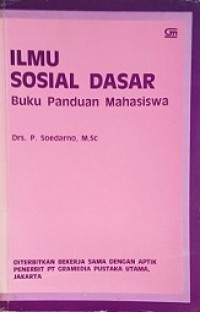 GM
ILMU
SOSIAL DASAR
Buku Panduan Mahasiswa
Drs. P. Soedarno, M.Sc
DITERBITKAN BEKERJA SAMA DENGAN APTIK
PENERBIT PT GRAMEDIA PUSTAKA UTAMA,
JAKARTA